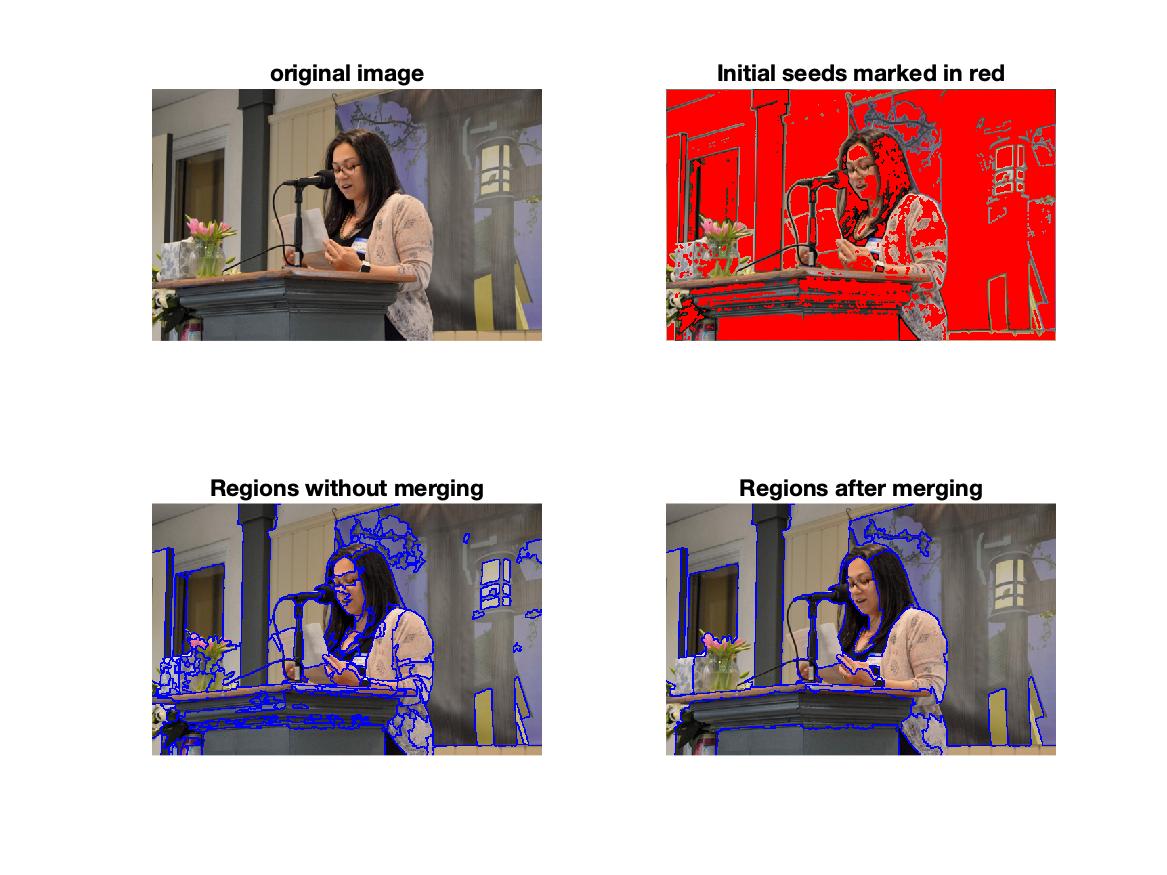 original image
Initial seeds marked in red
Regions without merging
Regions after merging